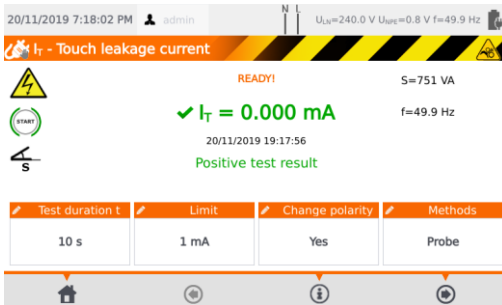 20/11/2019 7:18:02 PM admin N L ULN=240.0 V UNPE=0.8 V f=49.9 Hz
IT - Touch leakage current
READY! S=751 VA
START ✔ IT = 0.000 mA f=49.9 Hz
20/11/2019 19:17:56
S Positive test result
Test duration t Limit Change polarity Methods
10 s 1 mA Yes Probe